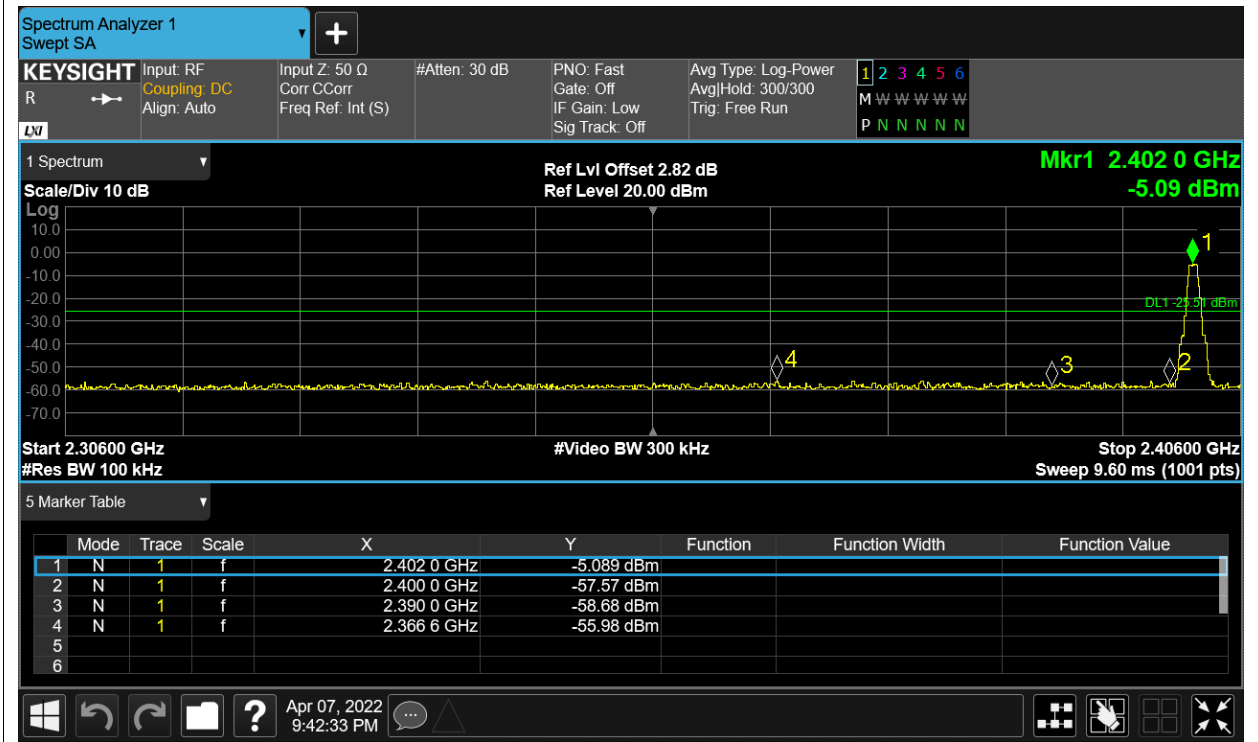 Spectrum Analyzer 1
Swept SA
+
KEYSIGHT Input: RF Input Z: 50 Ω #Atten: 30 dB PNO: Fast Avg Type: Log-Power 1 2 3 4 5 6
R Coupling: DC Corr CCorr Gate: Off Avg|Hold: 300/300 M W W W W W W
Align: Auto Freq Ref: Int (S) IF Gain: Low Trig: Free Run
LXI Sig Track: Off P N N N N N N
1 Spectrum Ref Lvl Offset 2.82 dB Mkr1 2.402 0 GHz
Scale/Div 10 dB Ref Level 20.00 dBm -5.09 dBm
Log
10.0
0.00
-10.0
-20.0
-30.0
-40.0
-50.0
-60.0
-70.0
1
DL1 -25.51 dBm
4
3
2
Start 2.30600 GHz #Video BW 300 kHz Stop 2.40600 GHz
#Res BW 100 kHz Sweep 9.60 ms (1001 pts)
5 Marker Table
Mode Trace Scale X Y Function Function Width Function Value
1 N 1 f 2.402 0 GHz -5.089 dBm
2 N 1 f 2.400 0 GHz -57.57 dBm
3 N 1 f 2.390 0 GHz -58.68 dBm
4 N 1 f 2.366 6 GHz -55.98 dBm
5
6
? Apr 07, 2022
9:42:33 PM